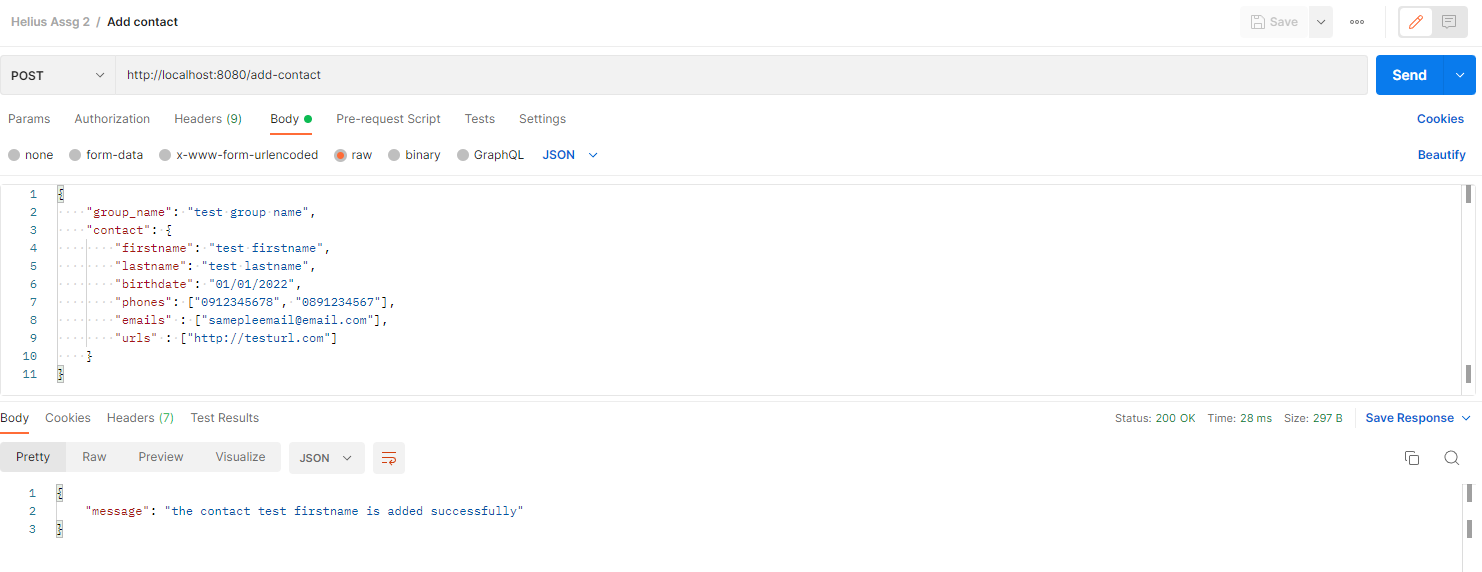 Helius Assg 2 / Add contact
Save
POST http://localhost:8080/add-contact Send
Params Authorization Headers (9) Body Pre-request Script Tests Settings Cookies
none form-data x-www-form-urlencoded raw binary GraphQL JSON Beautify
1 {
2 "group_name": "test group name",
3 "contact": {
4 "firstname": "test firstname",
5 "lastname": "test lastname",
6 "birthdate": "01/01/2022",
7 "phones": ["0912345678", "0891234567"],
8 "emails" : ["samepleemail@email.com"],
9 "urls" : ["http://testurl.com"]
10 }
11 }
Body Cookies Headers (7) Test Results Status: 200 OK Time: 28 ms Size: 297 B Save Response
Pretty Raw Preview Visualize JSON
1 {
2 "message": "the contact test firstname is added successfully"
3 }